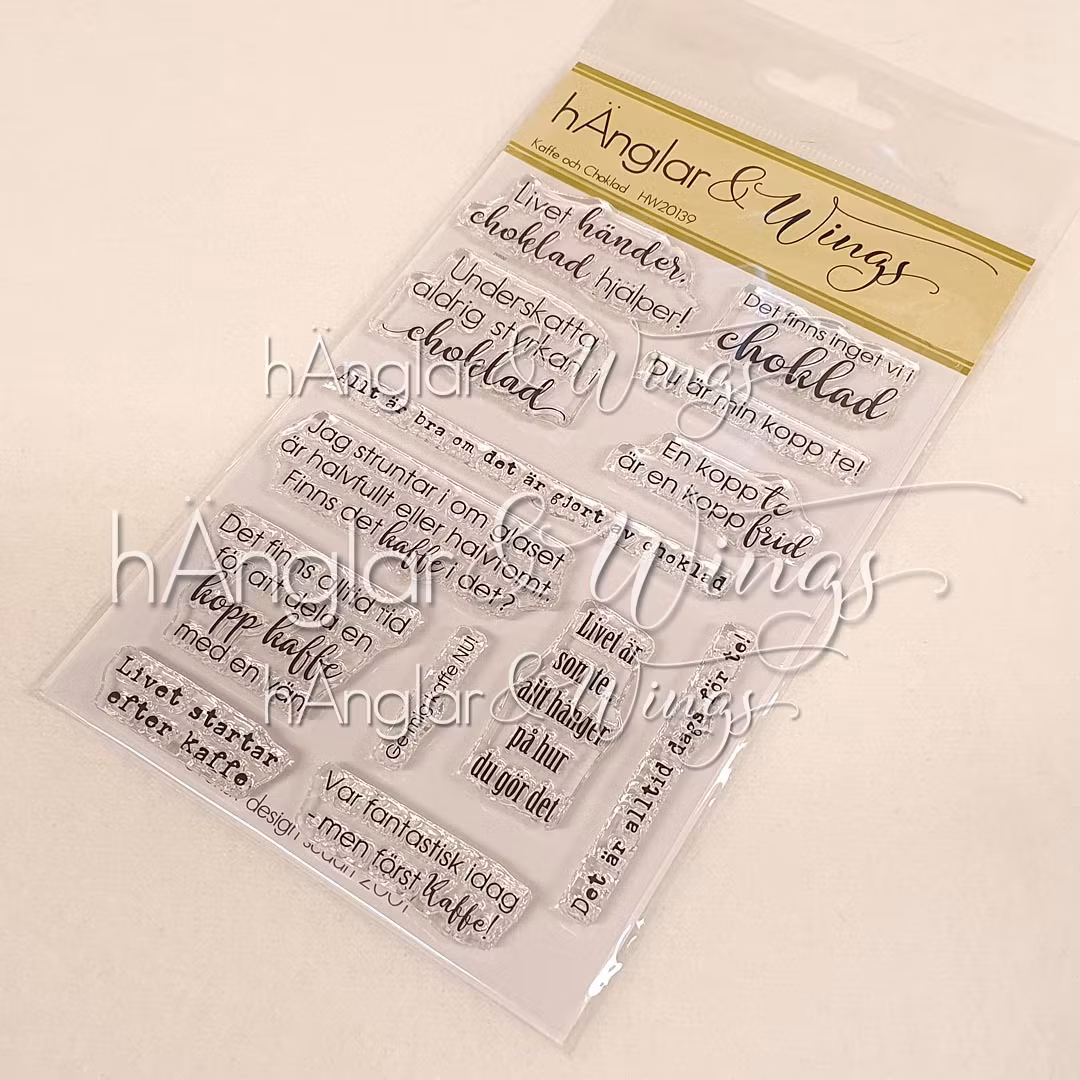 hÄnglar & Wings
Kaffe och Choklad HW20139
Livet händer,
choklad hjälper!
Det finns inget vi i
choklad
Underskatta
aldrig styrkan i
choklad
Du är min kopp te!
Allt är bra om det är gjort av choklad
En kopp te
är en kopp frid
Jag struntar i om glaset
är halvfullt eller halvtomt.
Finns det kaffe i det?
Det finns alltid tid
för att dela en
kopp kaffe
med en vän
Ge mig kaffe NU!
Livet är
som te
allt hänger
på hur
du gör det
Det är alltid dags för te!
Livet startar
efter kaffe
Var fantastisk idag
- men först Kaffe!
design sedan 2001
hÄnglar & Wings
hÄnglar & Wings
hÄnglar & Wings